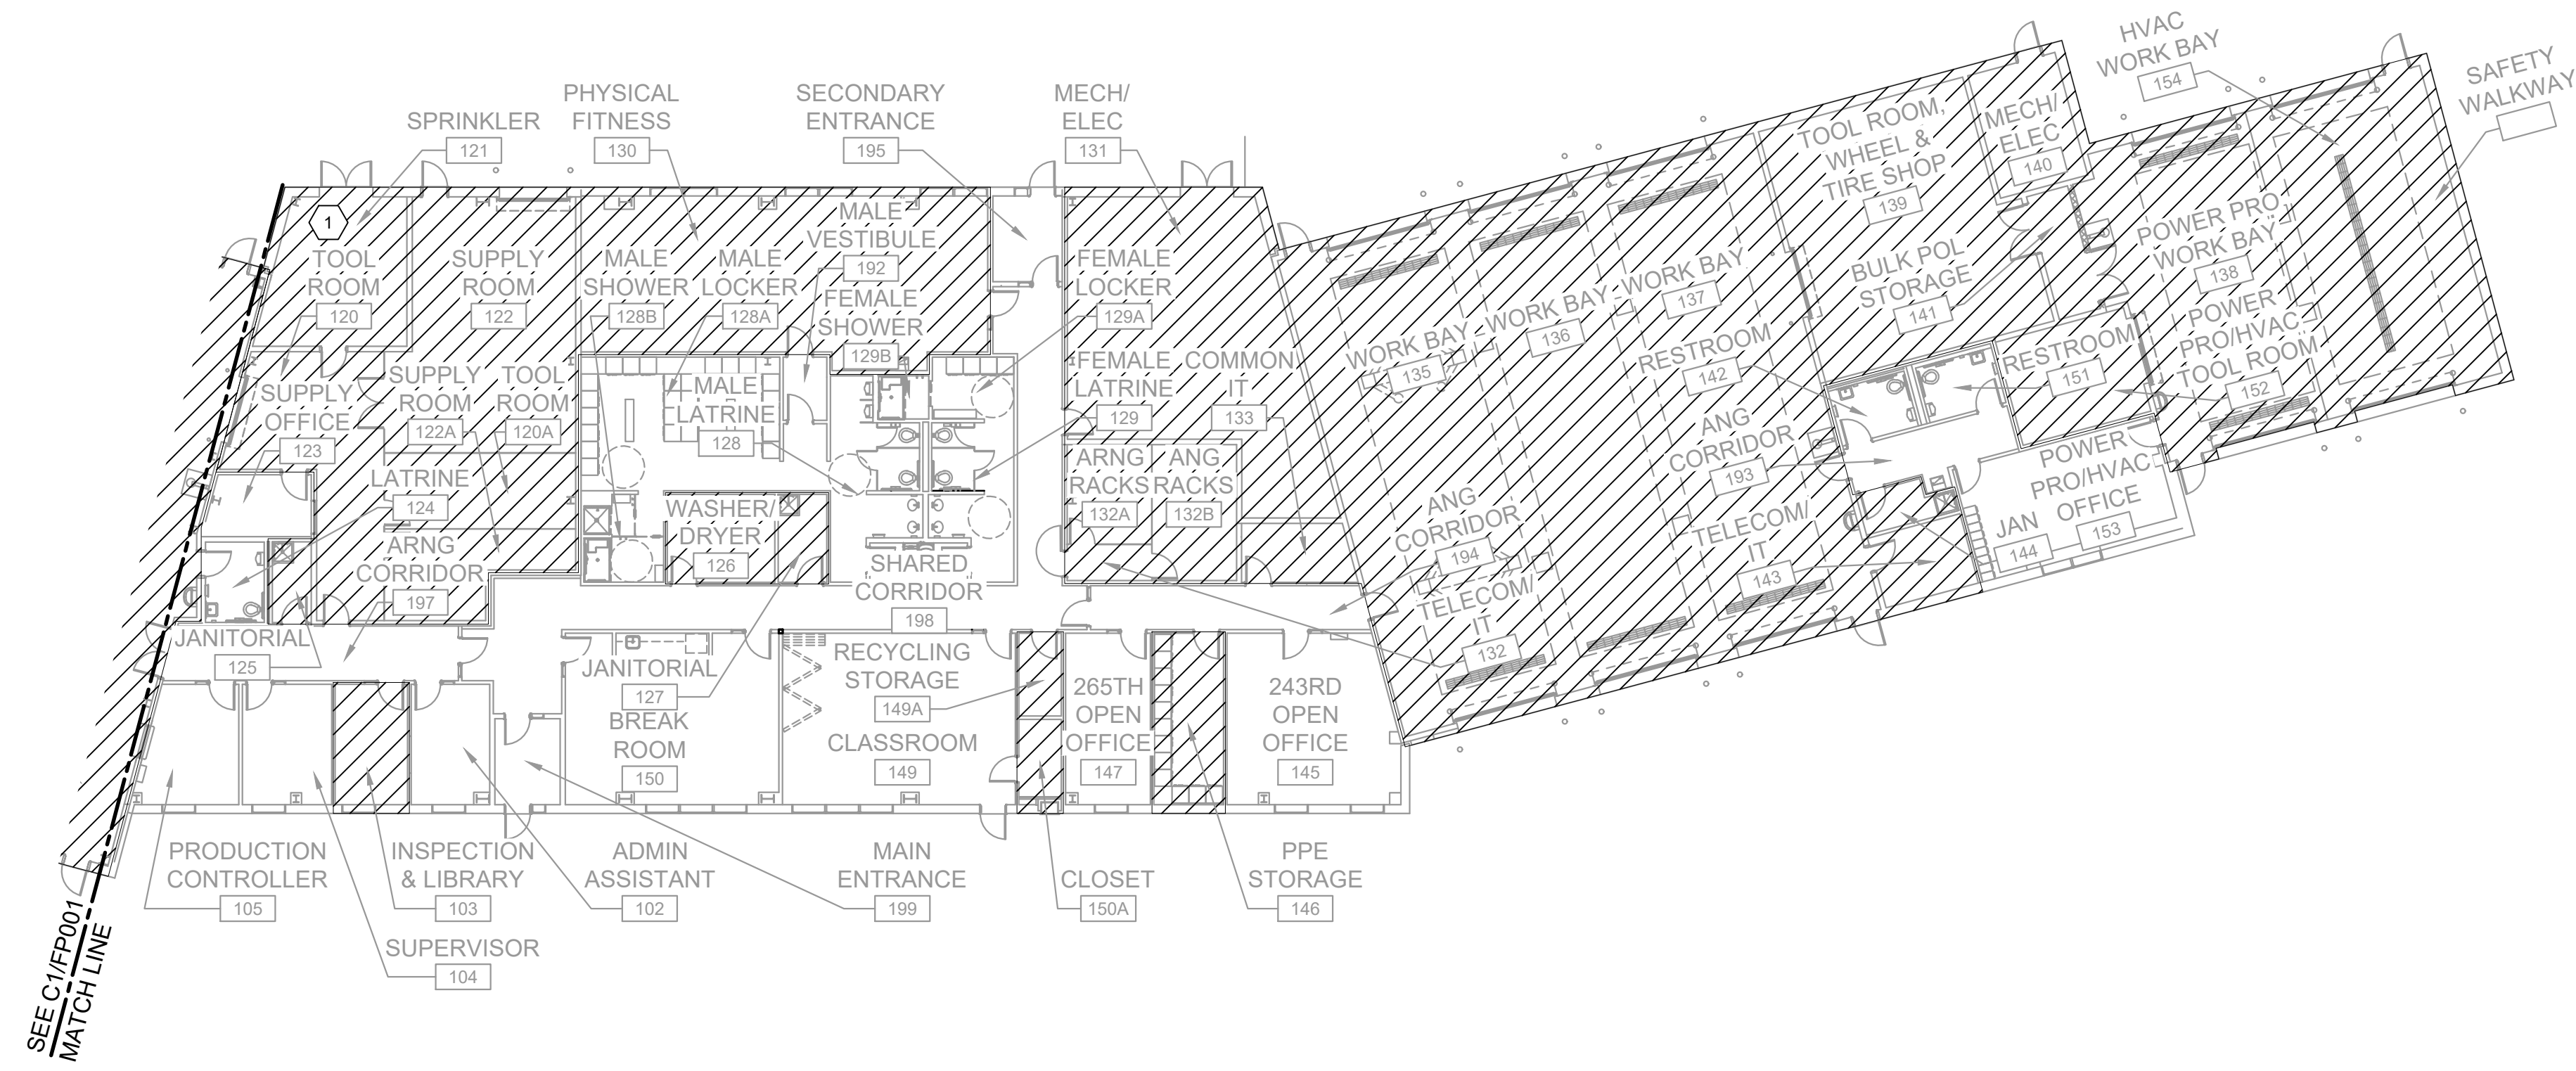 HVAC
WORK BAY
154
SAFETY
WALKWAY
SPRINKLER
121
PHYSICAL
FITNESS
130
SECONDARY
ENTRANCE
195
MECH/
ELEC
131
TOOL ROOM,
WHEEL &
TIRE SHOP
139
MECH/
ELEC
140
1
TOOL
ROOM
120
SUPPLY
ROOM
122
MALE
SHOWER
128B
MALE
LOCKER
128A
MALE
VESTIBULE
192
FEMALE
SHOWER
129B
FEMALE
LOCKER
129A
WORK BAY
135
WORK BAY
136
WORK BAY
137
BULK POL
STORAGE
141
POWER PRO
WORK BAY
138
SUPPLY
OFFICE
123
SUPPLY
ROOM
122A
TOOL
ROOM
120A
MALE
LATRINE
128
FEMALE
LATRINE
129
COMMON
IT
133
RESTROOM
142
RESTROOM
151
POWER
PRO/HVAC
TOOL ROOM
152
LATRINE
124
WASHER/
DRYER
126
ARNG
RACKS
132A
ANG
RACKS
132B
ANG
CORRIDOR
193
POWER
PRO/HVAC
OFFICE
153
ARNG
CORRIDOR
197
SHARED
CORRIDOR
198
ANG
CORRIDOR
194
TELECOM/
IT
143
JAN
144
JANITORIAL
125
JANITORIAL
127
BREAK
ROOM
150
RECYCLING
STORAGE
149A
CLASSROOM
149
265TH
OPEN
OFFICE
147
243RD
OPEN
OFFICE
145
TELECOM/
IT
132
PRODUCTION
CONTROLLER
105
INSPECTION
& LIBRARY
103
ADMIN
ASSISTANT
102
MAIN
ENTRANCE
199
CLOSET
150A
PPE
STORAGE
146
SUPERVISOR
104
SEE C1/FP001
MATCH LINE